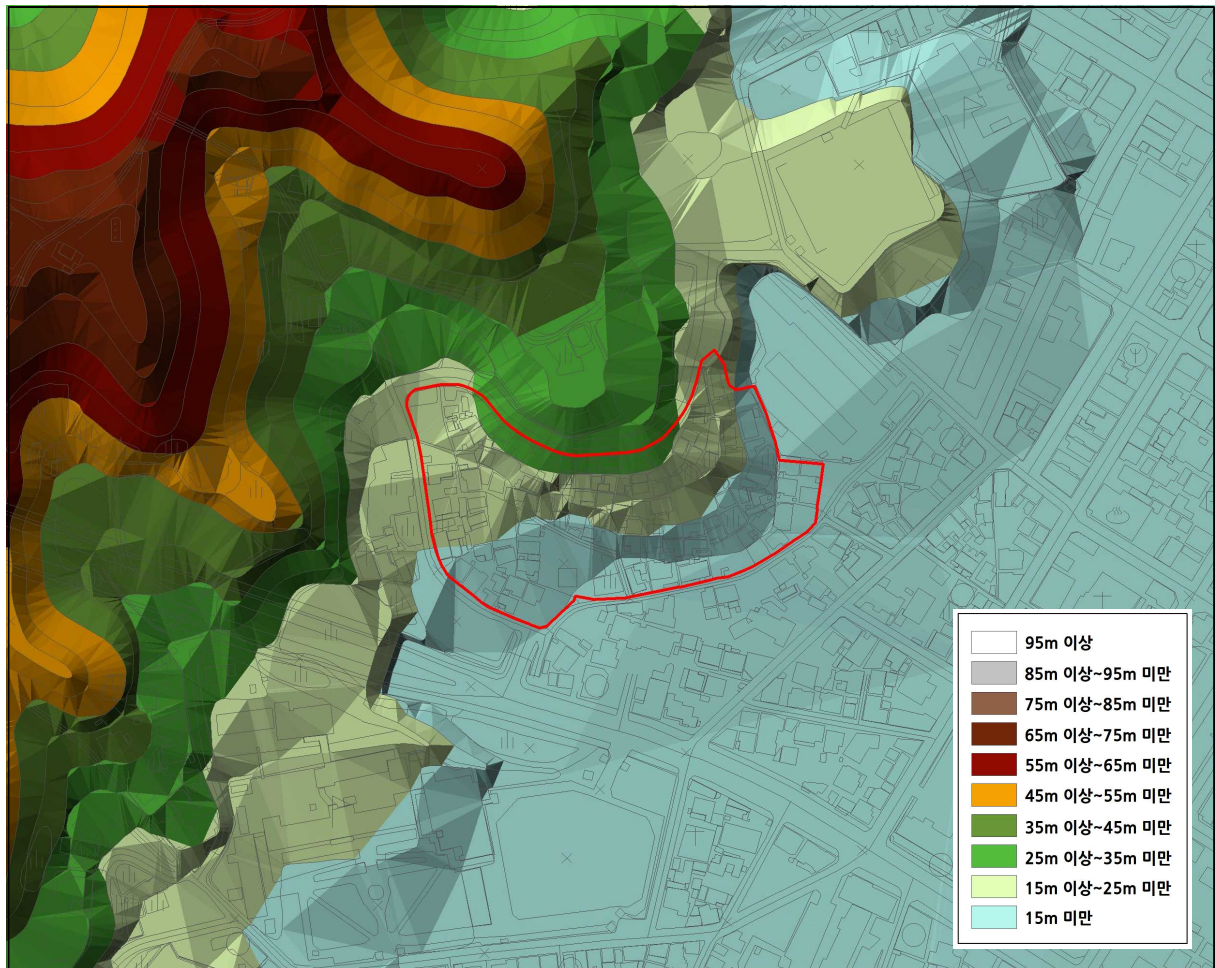 95m 이상
85m 이상~95m 미만
75m 이상~85m 미만
65m 이상~75m 미만
55m 이상~65m 미만
45m 이상~55m 미만
35m 이상~45m 미만
25m 이상~35m 미만
15m 이상~25m 미만
15m 미만